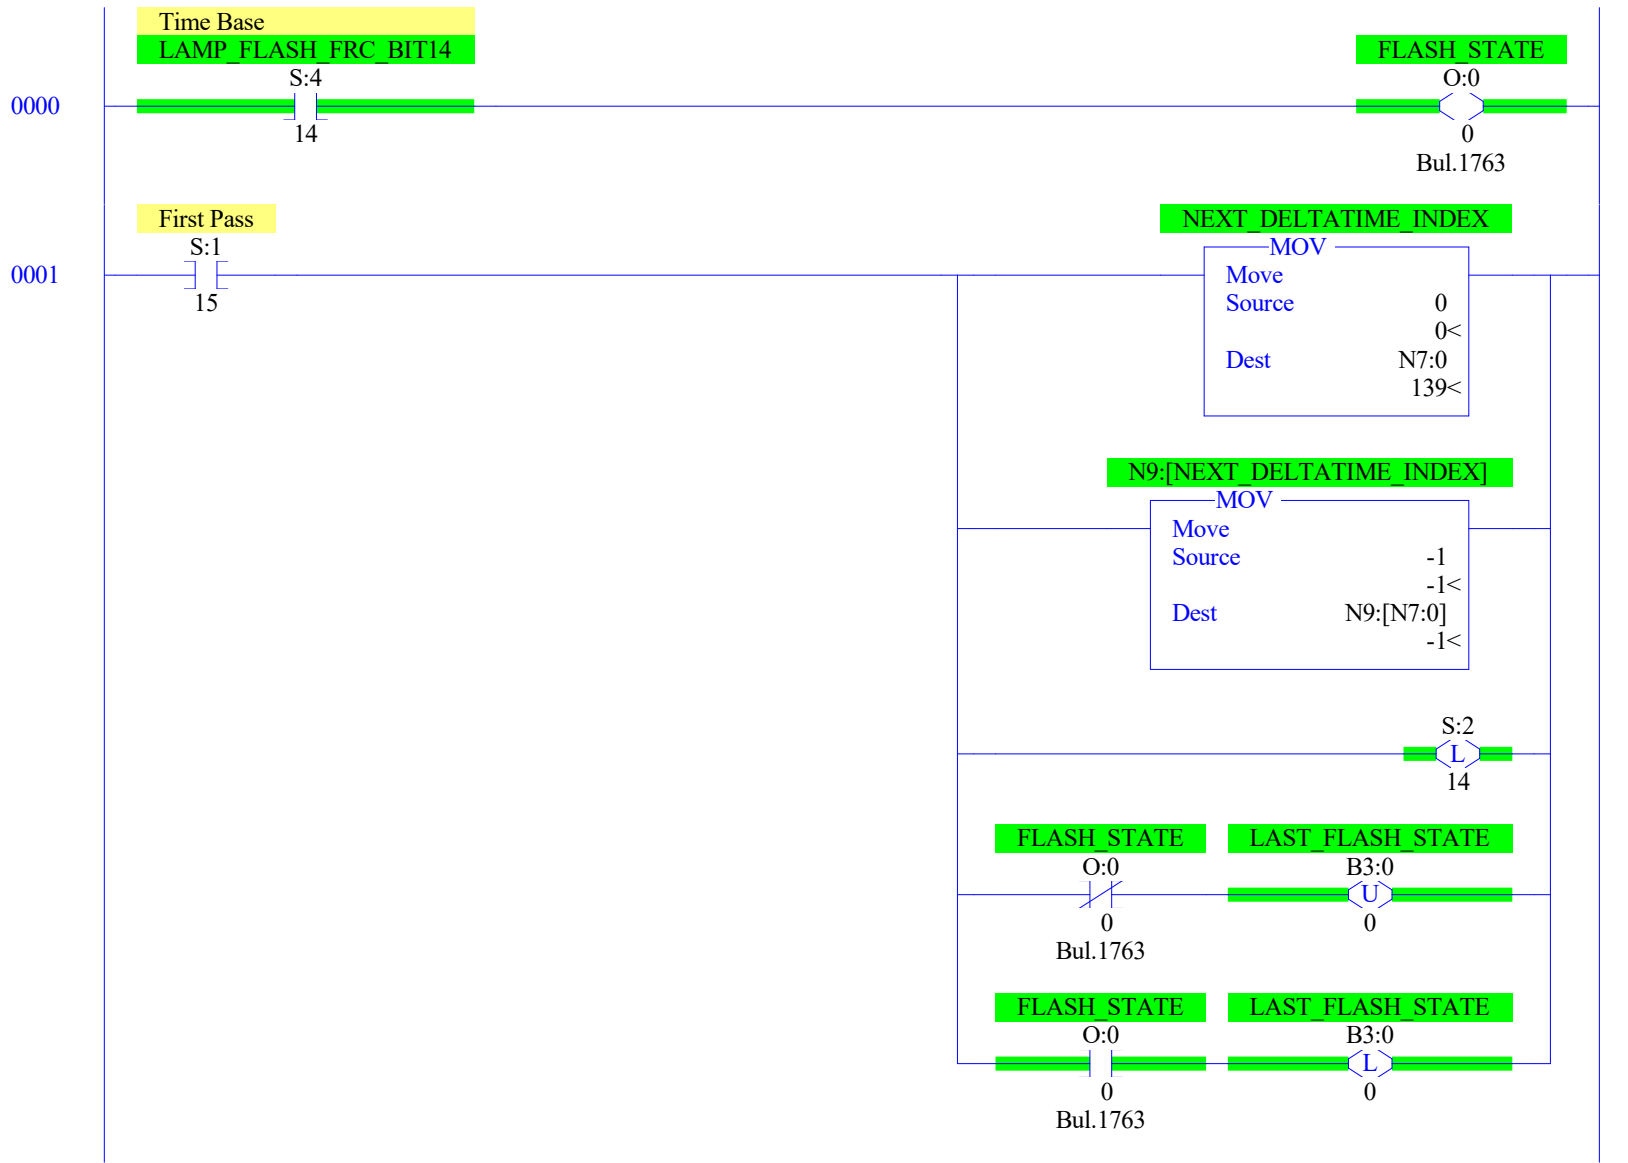 Time Base
LAMP_FLASH_FRC_BIT14
S:4
14
FLASH_STATE
O:0
0
Bul.1763
0000
First Pass
S:1
15
0001
NEXT_DELTATIME_INDEX
MOV
Move
Source 0
0<
Dest N7:0
139<
N9:[NEXT_DELTATIME_INDEX]
MOV
Move
Source -1
-1<
Dest N9:[N7:0]
-1<
S:2
L
14
FLASH_STATE LAST_FLASH_STATE
O:0 B3:0
U
0 0
Bul.1763
FLASH_STATE LAST_FLASH_STATE
O:0 B3:0
L
0 0
Bul.1763